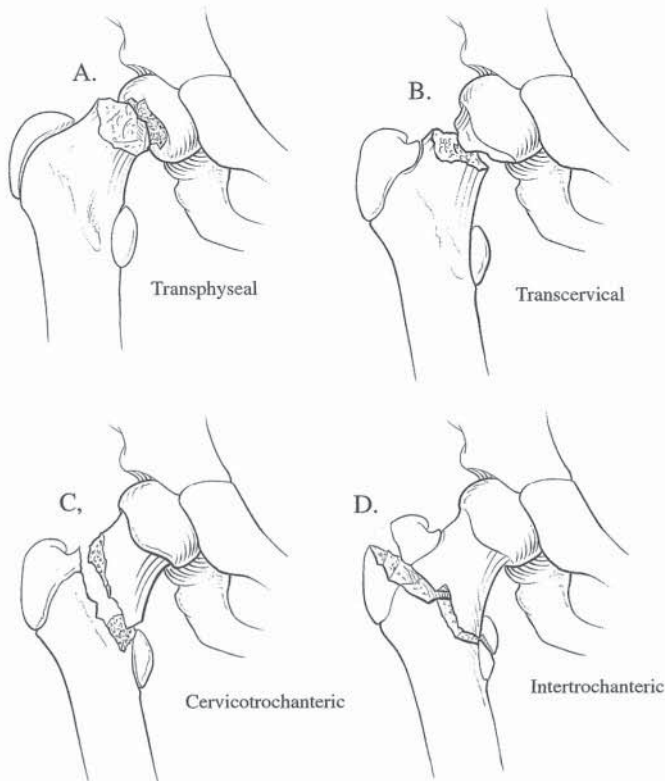 A.
B.
Transphyseal
Transcervical
C,
D.
Cervicotrochanteric
Intertrochanteric